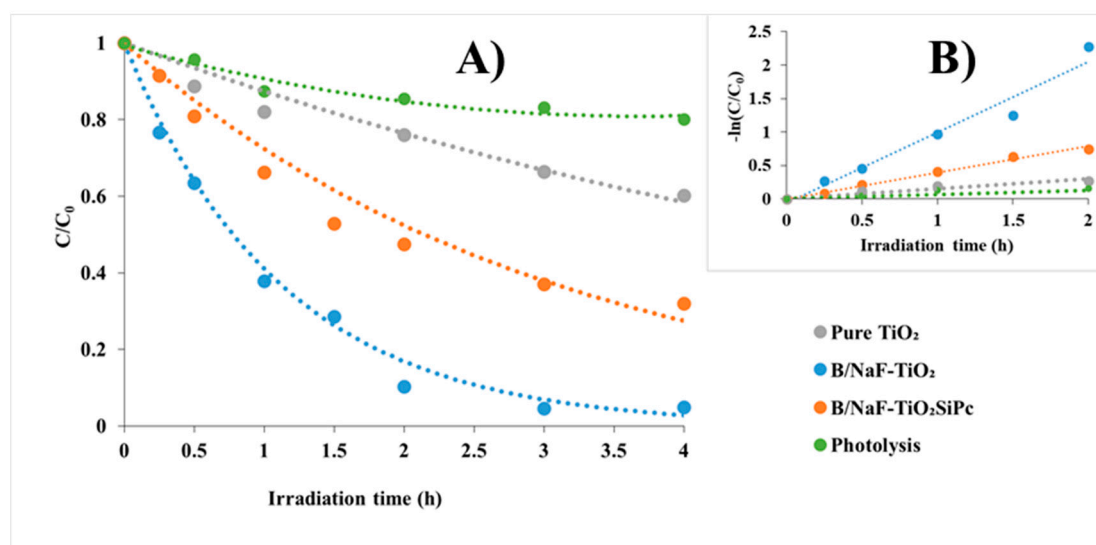 A)
1
0.8
0.6
0.4
0.2
0
C/C₀
0
0.5
1
1.5
2
2.5
3
3.5
4
Irradiation time (h)
B)
2.5
2
1.5
1
0.5
0
-ln(C/C₀)
0
0.5
1
1.5
2
Irradiation time (h)
Pure TiO₂
B/NaF-TiO₂
B/NaF-TiO₂SiPc
Photolysis